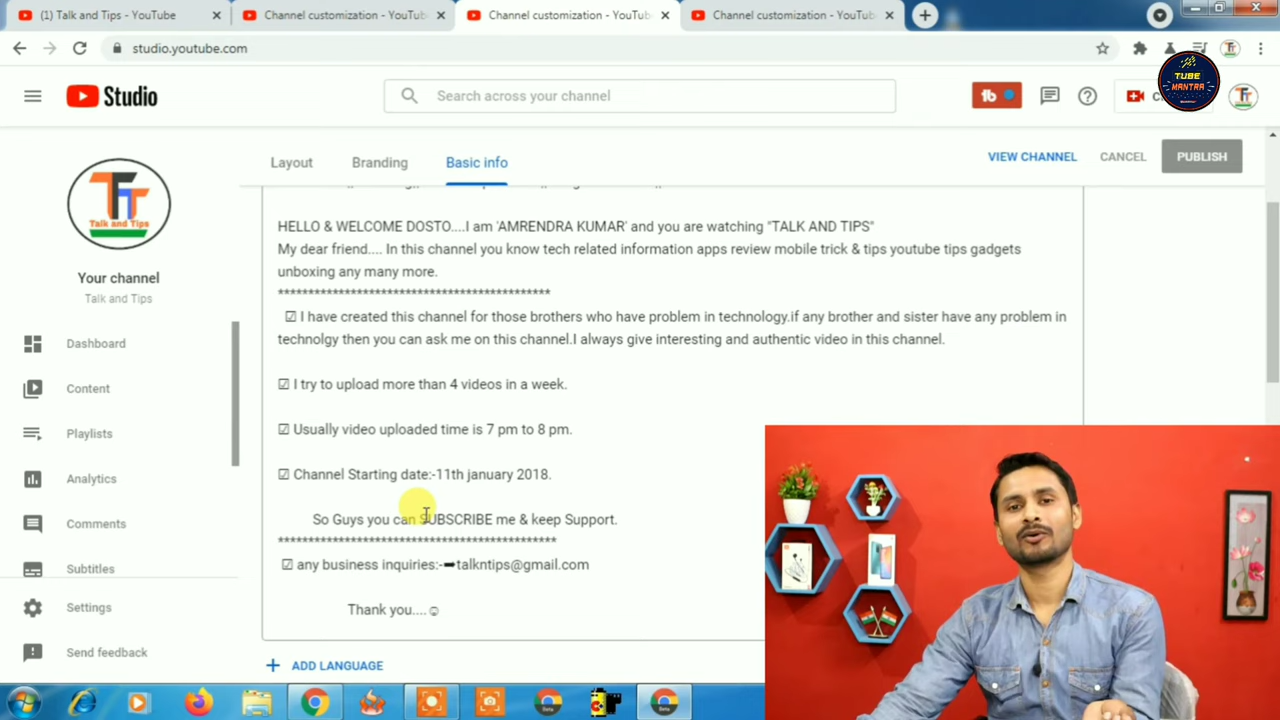 (1) Talk and Tips - YouTube
Channel customization - YouTub
Channel customization - YouTub
Channel customization - YouTub
studio.youtube.com
Studio
Search across your channel
TUBE
MANTRA
Talk and Tips
Your channel
Talk and Tips
Dashboard
Content
Playlists
Analytics
Comments
Subtitles
Settings
Send feedback
Layout
Branding
Basic info
VIEW CHANNEL
CANCEL
PUBLISH
HELLO & WELCOME DOSTO....I am 'AMRENDRA KUMAR' and you are watching "TALK AND TIPS"
My dear friend.... In this channel you know tech related information apps review mobile trick & tips youtube tips gadgets
unboxing any many more.
*********************************************
☑ I have created this channel for those brothers who have problem in technology.if any brother and sister have any problem in
technolgy then you can ask me on this channel.I always give interesting and authentic video in this channel.
☑ I try to upload more than 4 videos in a week.
☑ Usually video uploaded time is 7 pm to 8 pm.
☑ Channel Starting date:-11th january 2018.
So Guys you can SUBSCRIBE me & keep Support.
**********************************************
☑ any business inquiries:-➡talkntips@gmail.com
Thank you....☺
+ ADD LANGUAGE